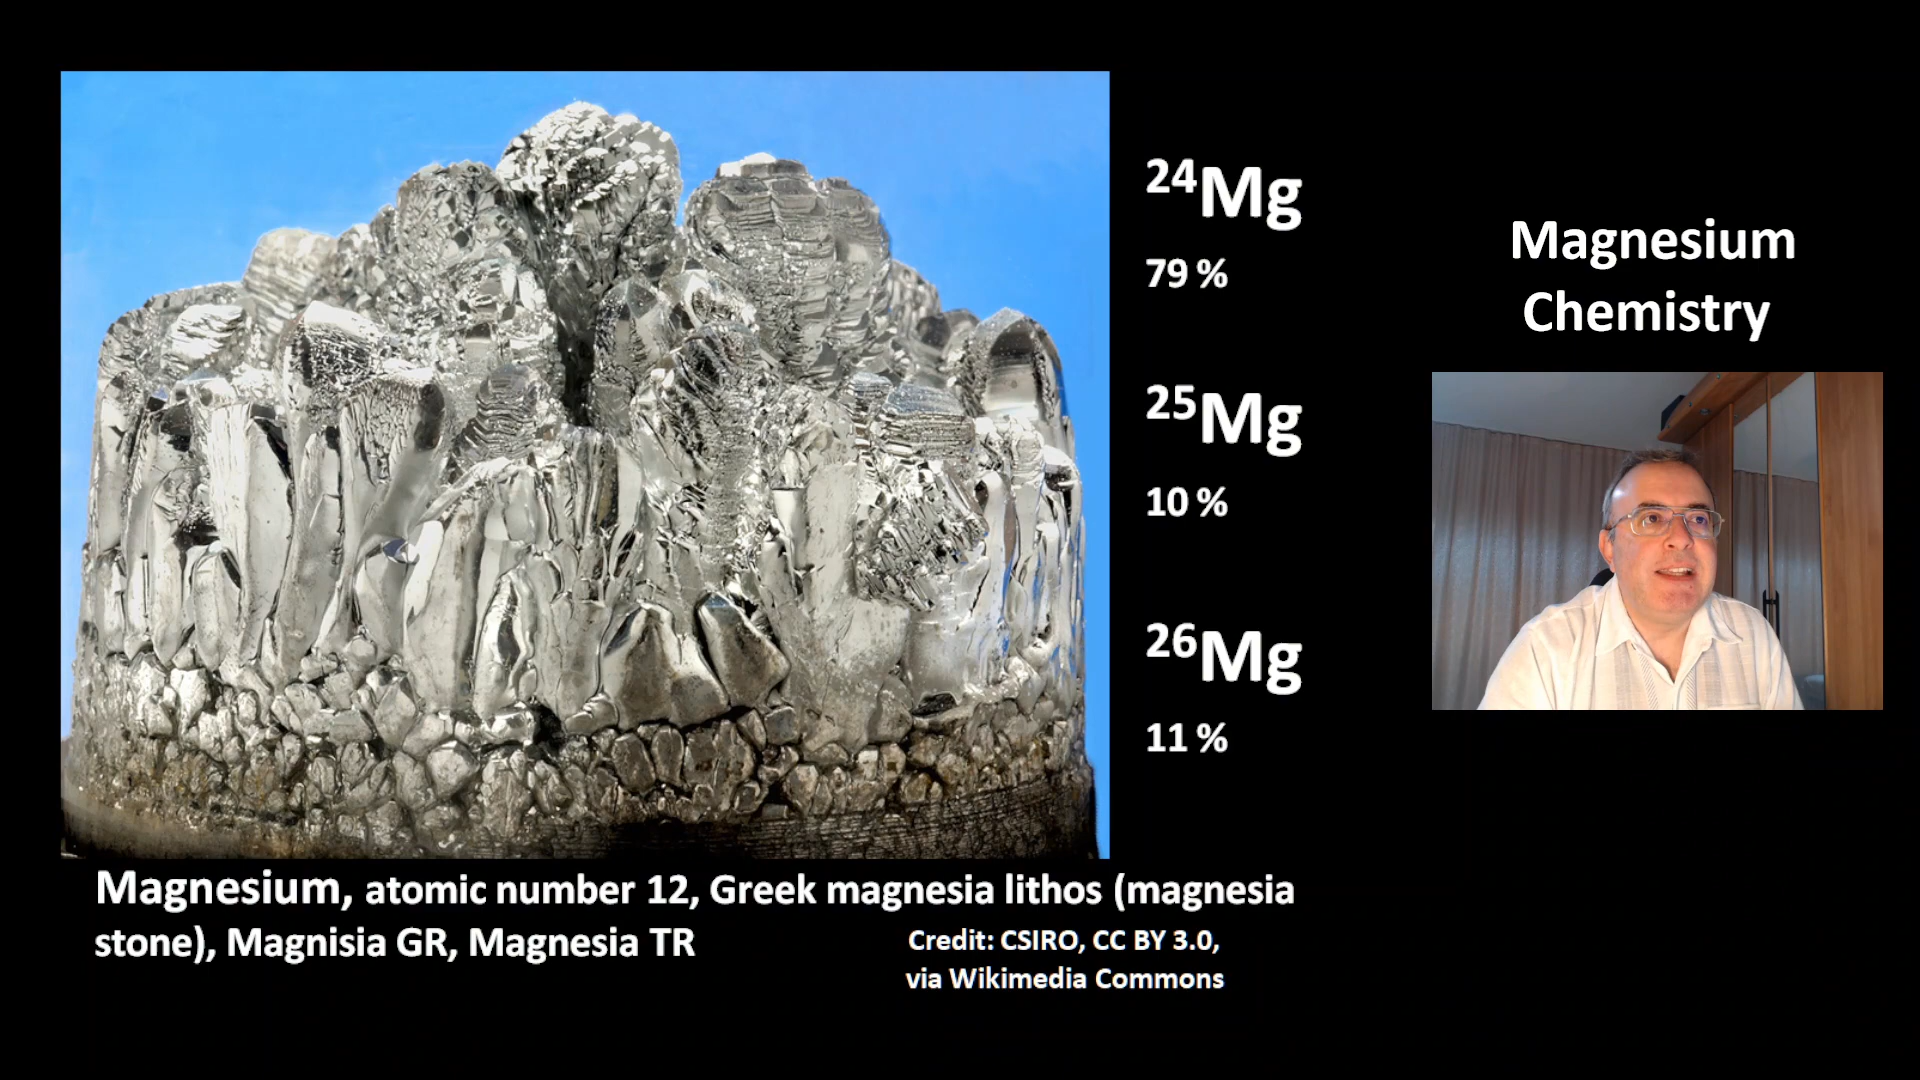 ²⁴Mg
79 %
²⁵Mg
10 %
²⁶Mg
11 %
Magnesium
Chemistry
Magnesium, atomic number 12, Greek magnesia lithos (magnesia
stone), Magnisia GR, Magnesia TR
Credit: CSIRO, CC BY 3.0,
via Wikimedia Commons